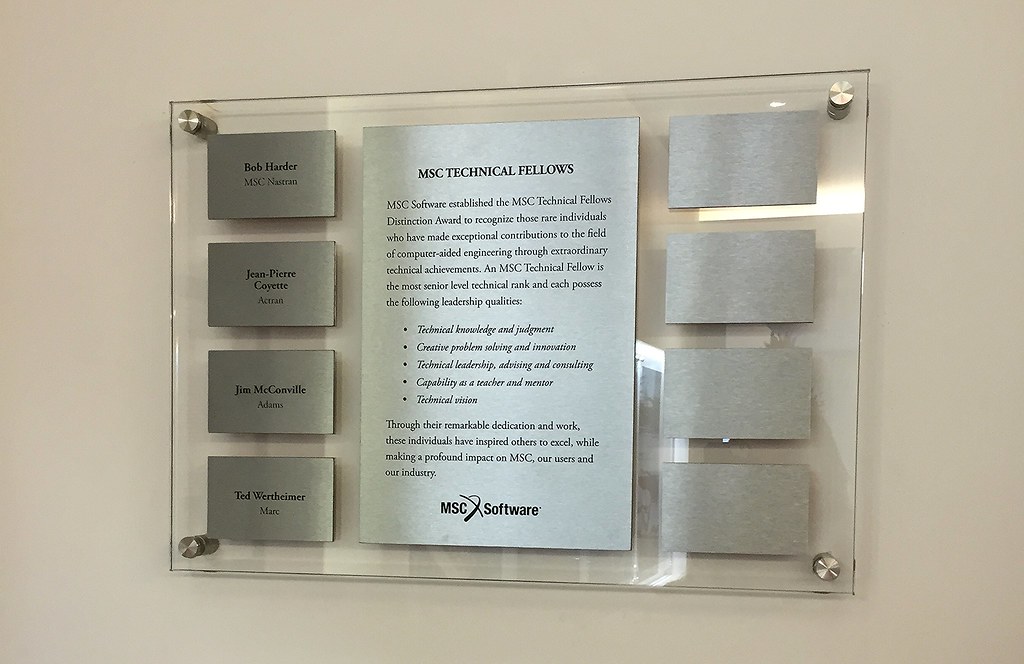 Bob Harder
MSC Nastran
Jean-Pierre
Coyette
Actran
Jim McConville
Adams
Ted Wertheimer
Marc
MSC TECHNICAL FELLOWS
MSC Software established the MSC Technical Fellows
Distinction Award to recognize those rare individuals
who have made exceptional contributions to the field
of computer-aided engineering through extraordinary
technical achievements. An MSC Technical Fellow is
the most senior level technical rank and each possess
the following leadership qualities:
• Technical knowledge and judgment
• Creative problem solving and innovation
• Technical leadership, advising and consulting
• Capability as a teacher and mentor
• Technical vision
Through their remarkable dedication and work,
these individuals have inspired others to excel, while
making a profound impact on MSC, our users and
our industry.
MSC Software